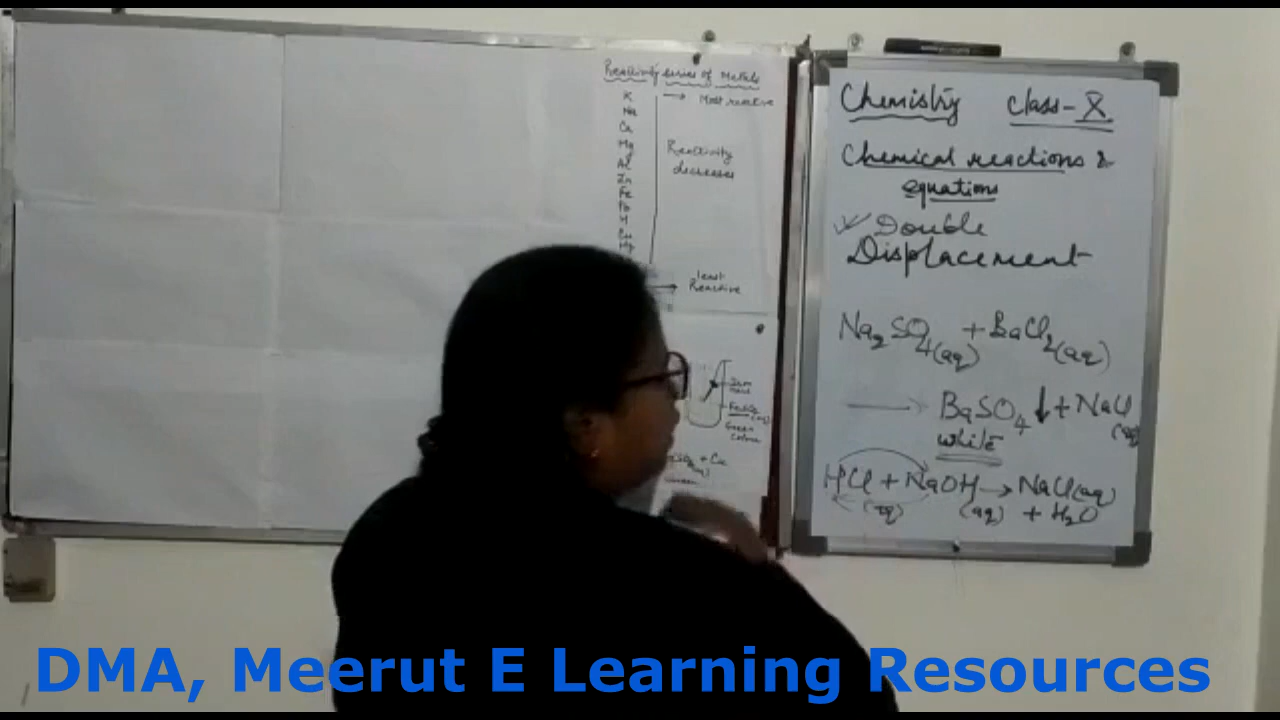 Reactivity series of Metals
K → Most reactive
Na
Ca
Mg
Al
Zn
Fe
Pb
H
Reactivity
decreases
least
→ Reactive
Green
+ Cu
Chemistry class-X
Chemical reactions &
equations
Double
Displacement
Na₂SO₄(aq) + BaCl₂(aq)
→ BaSO₄↓ + NaCl
(aq)
white
HCl + NaOH → NaCl(aq)
(aq) (aq) + H₂O
DMA, Meerut E Learning Resources